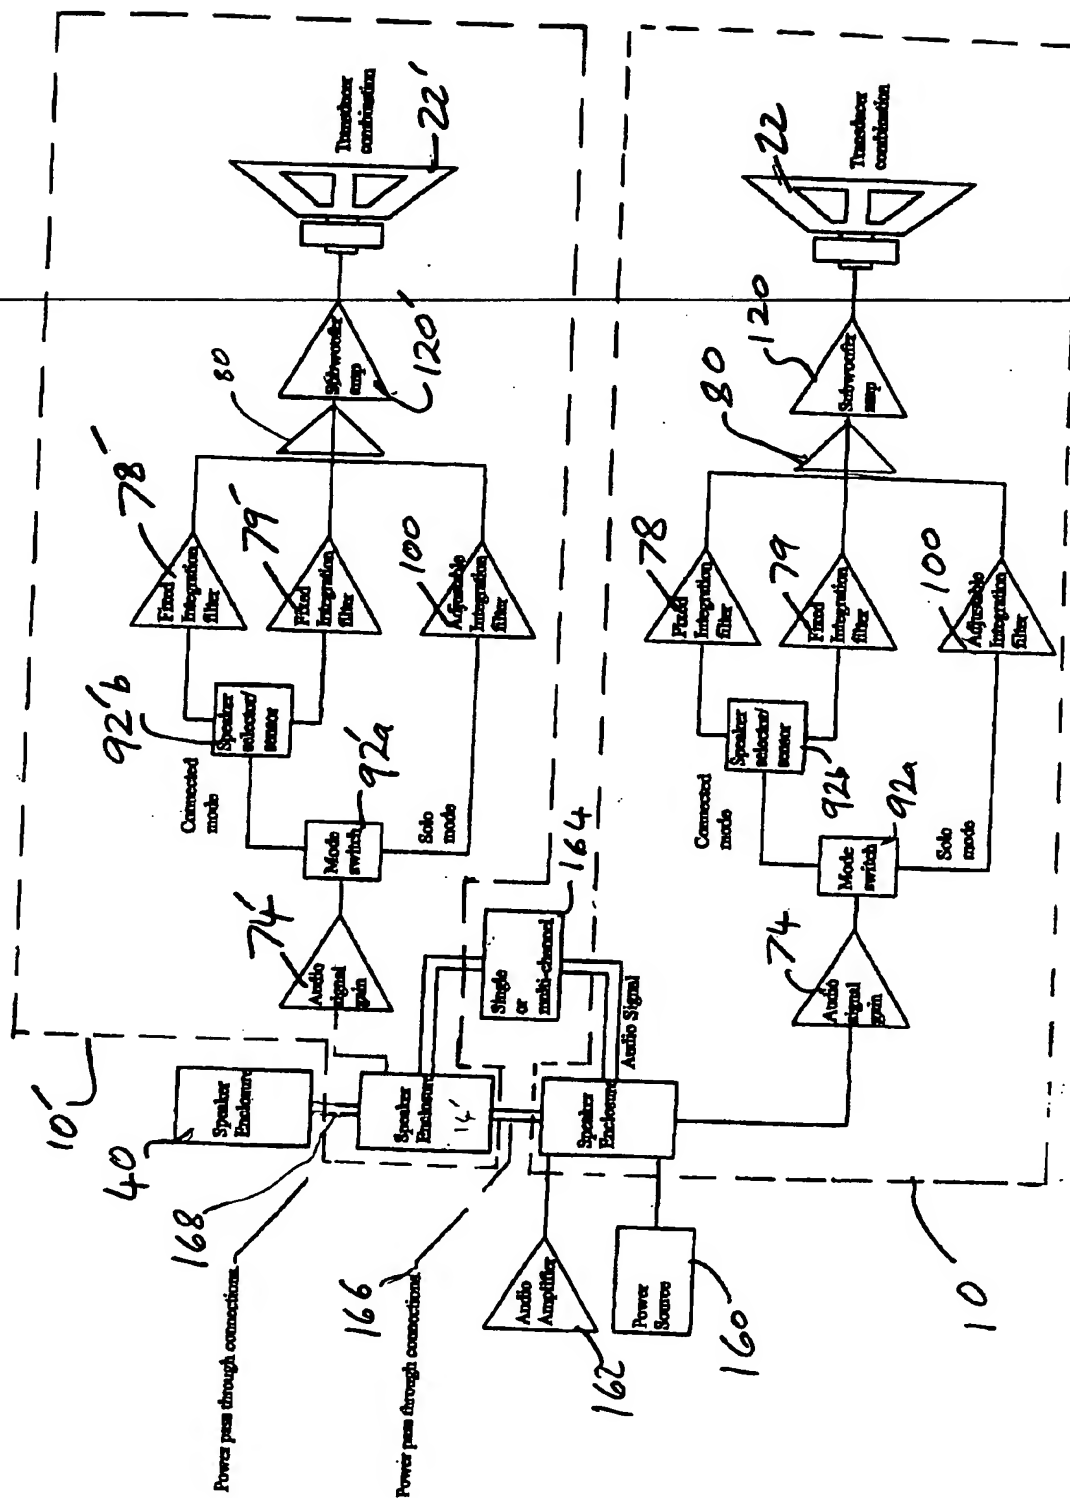 Transducer
combination
22'
Subwoofer
amp
120'
80
78'
Fixed
Integration
filter
79'
Fixed
Integration
filter
100
Adjustable
Integration
filter
92'b
Speaker
selector/
sensor
Connected
mode
92'a
Mode
switch
Solo
mode
74'
Audio
signal
gain
164
Single
or
multi-channel
Audio Signal
10'
40
Speaker
Enclosure
168
Speaker
Enclosure
14'
Power pass through connections
166
Power pass through connections
Speaker
Enclosure
Audio
Amplifier
162
Power
Source
160
10
Transducer
combination
22
Subwoofer
amp
120
80
78
Fixed
Integration
filter
79
Fixed
Integration
filter
100
Adjustable
Integration
filter
Speaker
selector/
sensor
92b
Connected
mode
Mode
switch
92a
Solo
mode
74
Audio
signal
gain